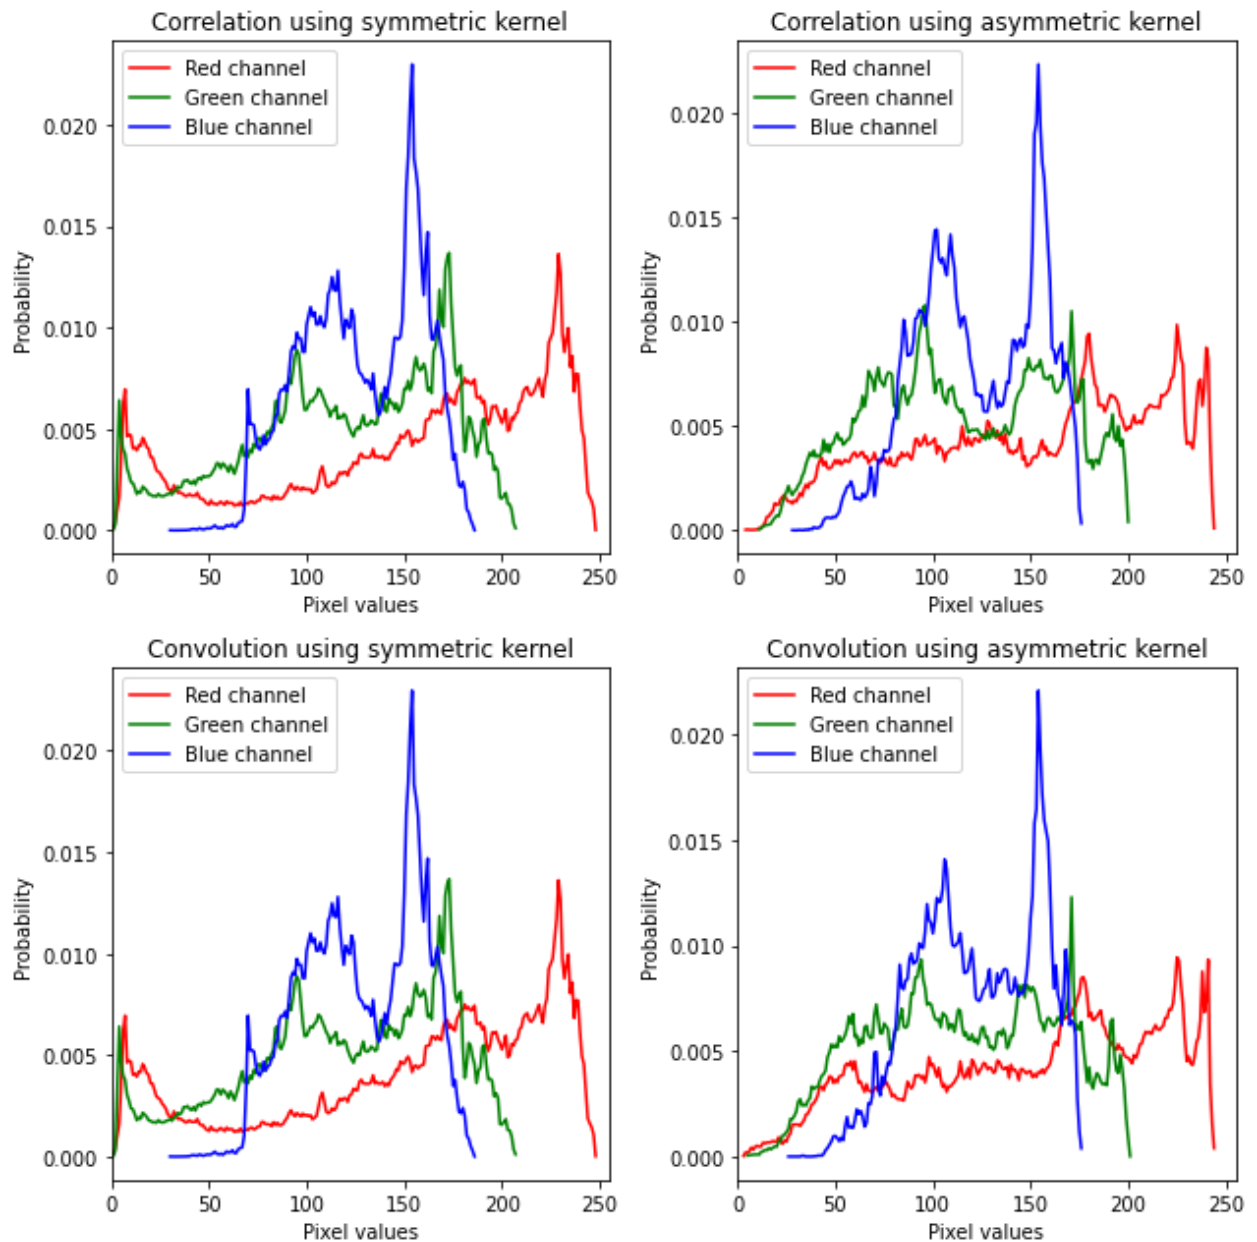 Correlation using symmetric kernel
Red channel
Green channel
Blue channel
Probability
0.020
0.015
0.010
0.005
0.000
0 50 100 150 200 250
Pixel values
Correlation using asymmetric kernel
Red channel
Green channel
Blue channel
Probability
0.020
0.015
0.010
0.005
0.000
0 50 100 150 200 250
Pixel values
Convolution using symmetric kernel
Red channel
Green channel
Blue channel
Probability
0.020
0.015
0.010
0.005
0.000
0 50 100 150 200 250
Pixel values
Convolution using asymmetric kernel
Red channel
Green channel
Blue channel
Probability
0.020
0.015
0.010
0.005
0.000
0 50 100 150 200 250
Pixel values